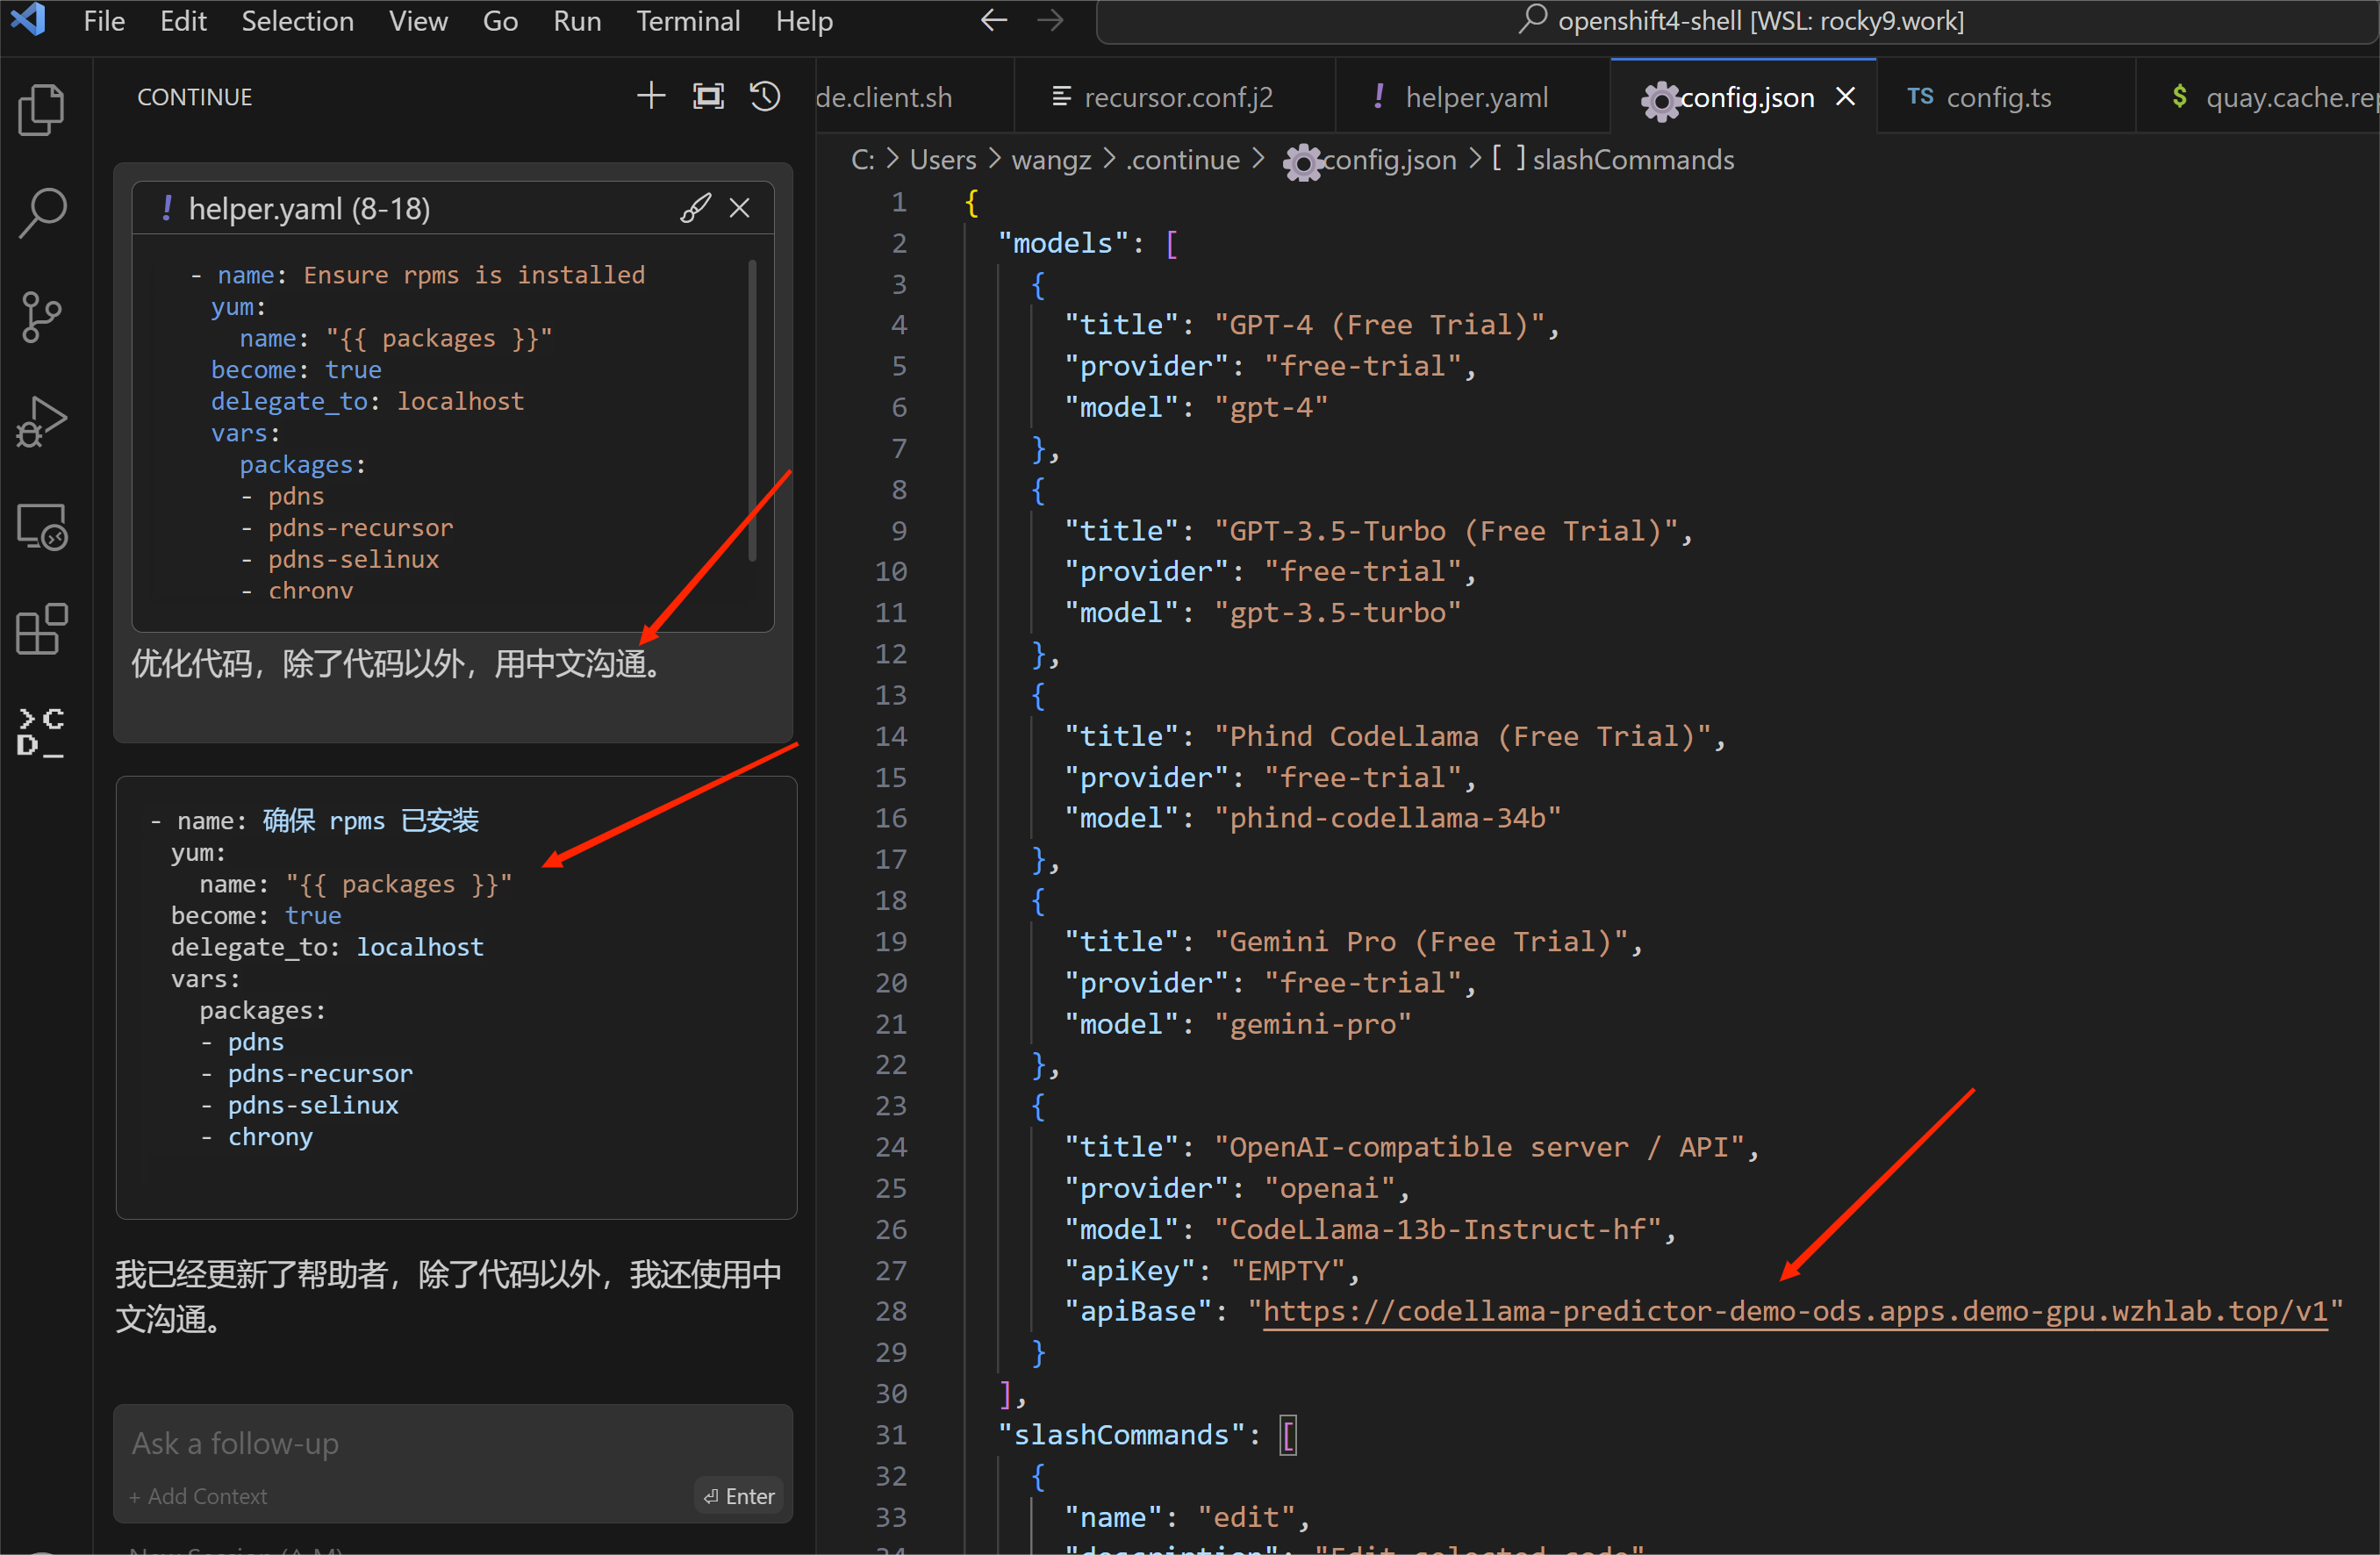 File Edit Selection View Go Run Terminal Help
openshift4-shell [WSL: rocky9.work]
CONTINUE
helper.yaml (8-18)
- name: Ensure rpms is installed
yum:
name: "{{ packages }}"
become: true
delegate_to: localhost
vars:
packages:
- pdns
- pdns-recursor
- pdns-selinux
- chrony
优化代码，除了代码以外，用中文沟通。
>C
D_
- name: 确保 rpms 已安装
yum:
name: "{{ packages }}"
become: true
delegate_to: localhost
vars:
packages:
- pdns
- pdns-recursor
- pdns-selinux
- chrony
我已经更新了帮助者，除了代码以外，我还使用中
文沟通。
Ask a follow-up
+ Add Context
Enter
de.client.sh recursor.conf.j2 ! helper.yaml config.json TS config.ts $ quay.cache.rep
C: > Users > wangz > .continue > config.json > [ ] slashCommands
1 {
2 "models": [
3 {
4 "title": "GPT-4 (Free Trial)",
5 "provider": "free-trial",
6 "model": "gpt-4"
7 },
8 {
9 "title": "GPT-3.5-Turbo (Free Trial)",
10 "provider": "free-trial",
11 "model": "gpt-3.5-turbo"
12 },
13 {
14 "title": "Phind CodeLlama (Free Trial)",
15 "provider": "free-trial",
16 "model": "phind-codellama-34b"
17 },
18 {
19 "title": "Gemini Pro (Free Trial)",
20 "provider": "free-trial",
21 "model": "gemini-pro"
22 },
23 {
24 "title": "OpenAI-compatible server / API",
25 "provider": "openai",
26 "model": "CodeLlama-13b-Instruct-hf",
27 "apiKey": "EMPTY",
28 "apiBase": "https://codellama-predictor-demo-ods.apps.demo-gpu.wzhlab.top/v1"
29 }
30 ],
31 "slashCommands": [
32 {
33 "name": "edit",
34 "description": "Edit selected code"